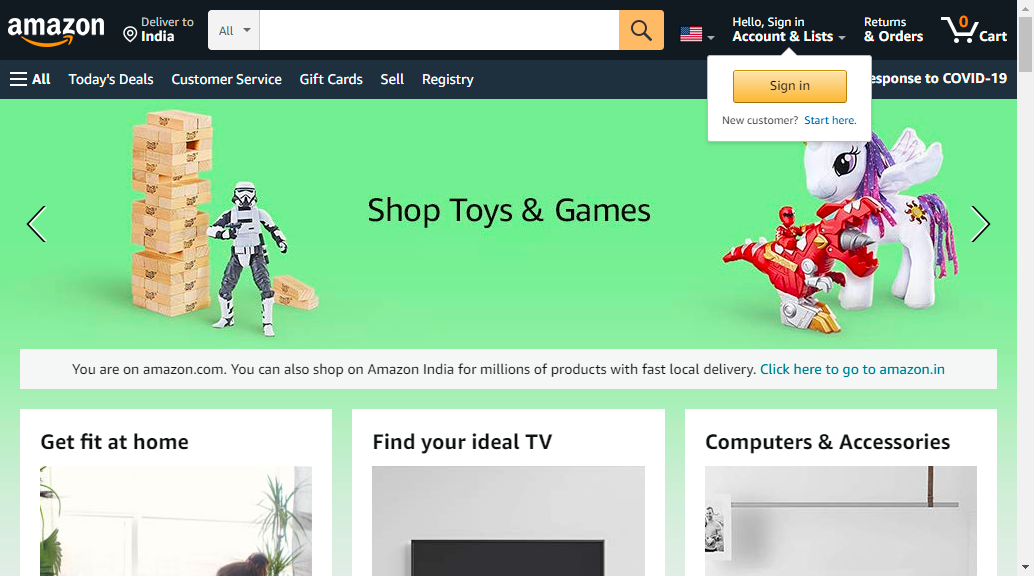 amazon
Deliver to
India
All
Hello, Sign in
Account & Lists
Returns
& Orders
0
Cart
All
Today's Deals
Customer Service
Gift Cards
Sell
Registry
esponse to COVID-19
Sign in
New customer? Start here.
Shop Toys & Games
You are on amazon.com. You can also shop on Amazon India for millions of products with fast local delivery. Click here to go to amazon.in
Get fit at home
Find your ideal TV
Computers & Accessories